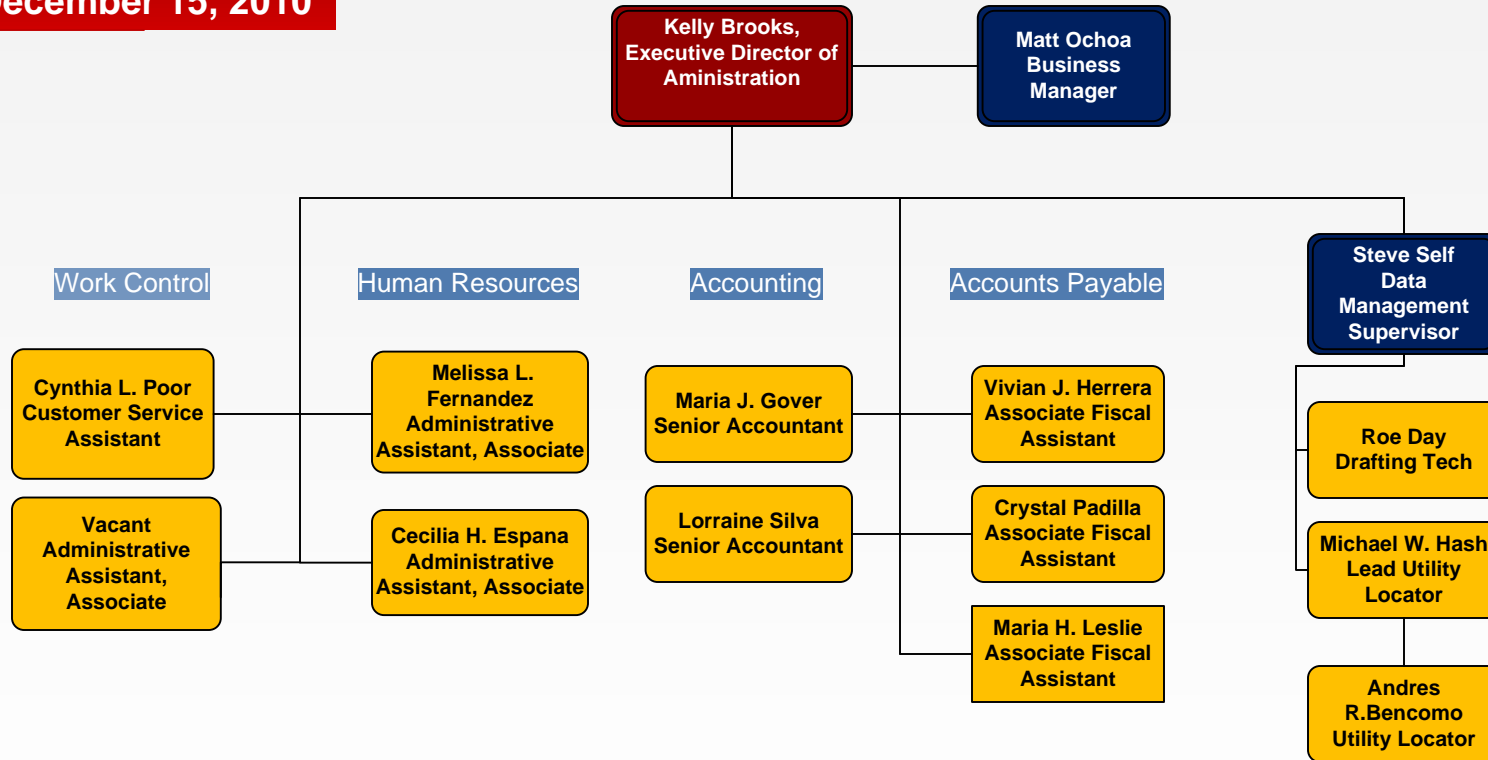 December 15, 2010
Kelly Brooks,
Executive Director of
Aministration
Matt Ochoa
Business
Manager
Work Control
Human Resources
Accounting
Accounts Payable
Steve Self
Data
Management
Supervisor
Cynthia L. Poor
Customer Service
Assistant
Melissa L.
Fernandez
Administrative
Assistant, Associate
Maria J. Gover
Senior Accountant
Vivian J. Herrera
Associate Fiscal
Assistant
Roe Day
Drafting Tech
Vacant
Administrative
Assistant,
Associate
Cecilia H. Espana
Administrative
Assistant, Associate
Lorraine Silva
Senior Accountant
Crystal Padilla
Associate Fiscal
Assistant
Michael W. Hash
Lead Utility
Locator
Maria H. Leslie
Associate Fiscal
Assistant
Andres
R.Bencomo
Utility Locator